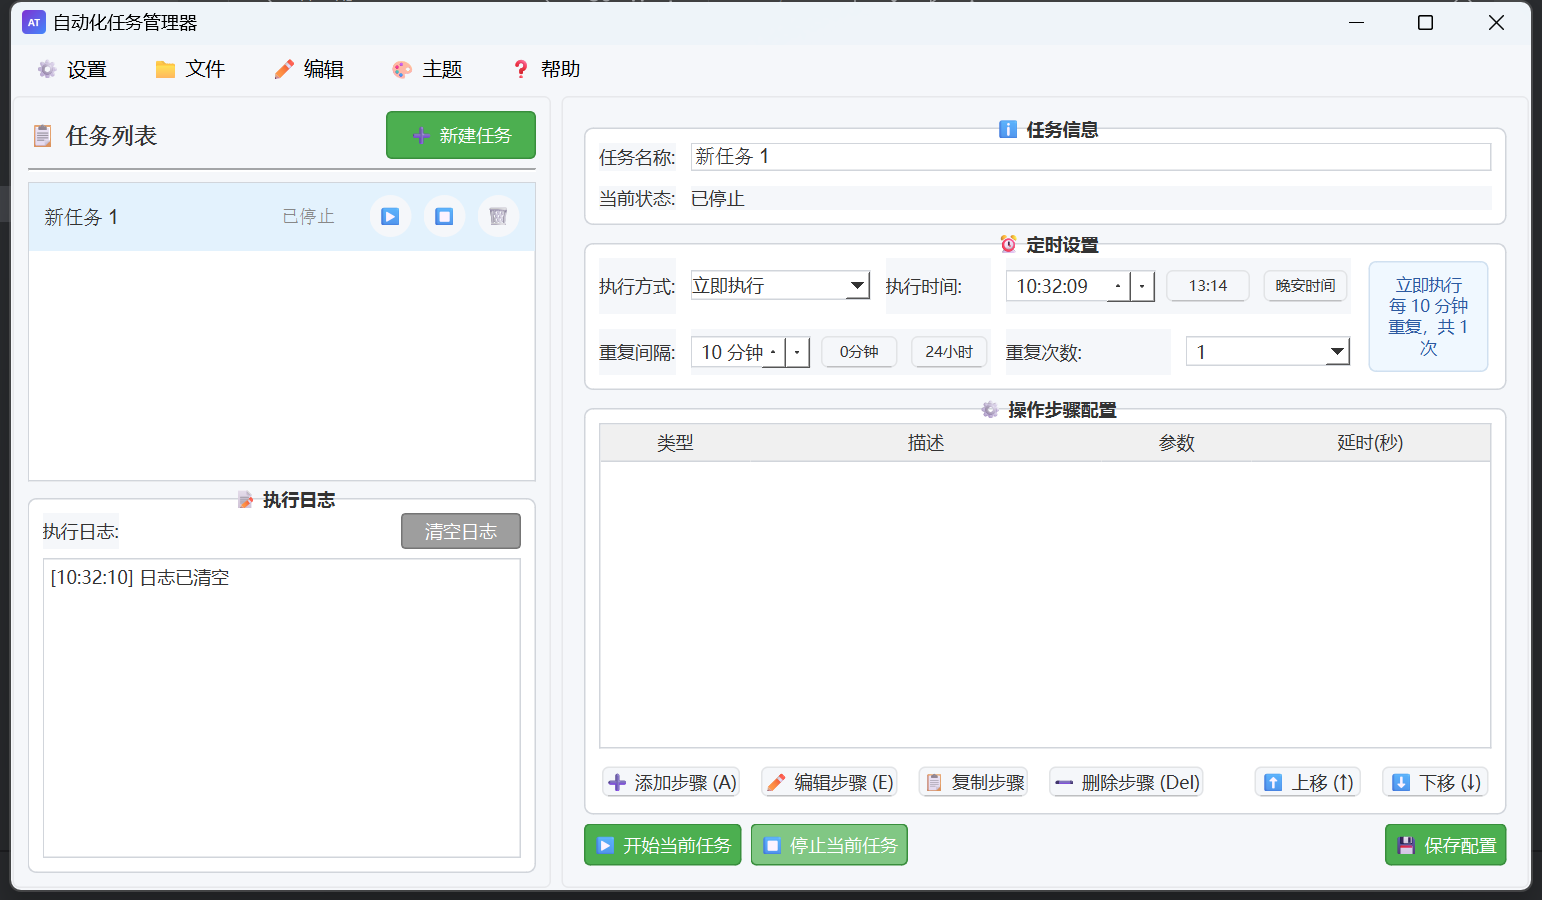 AT 自动化任务管理器
设置 文件 编辑 主题 帮助
任务列表
新建任务
新任务 1 已停止
执行日志
执行日志: 清空日志
[10:32:10] 日志已清空
任务信息
任务名称: 新任务 1
当前状态: 已停止
定时设置
执行方式: 立即执行 执行时间: 10:32:09 13:14 晚安时间
重复间隔: 10 分钟 0分钟 24小时 重复次数: 1
立即执行
每 10 分钟
重复，共 1
次
操作步骤配置
类型 描述 参数 延时(秒)
添加步骤 (A) 编辑步骤 (E) 复制步骤 删除步骤 (Del) 上移 (↑) 下移 (↓)
开始当前任务 停止当前任务 保存配置